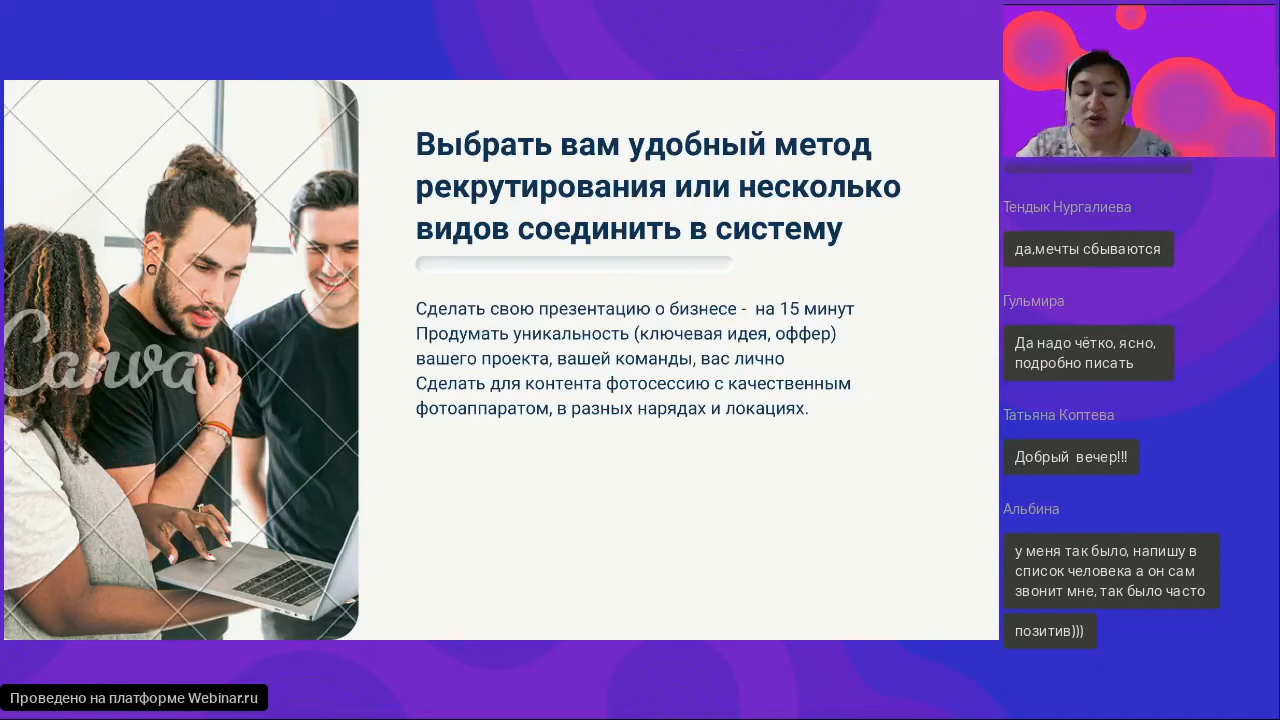 Выбрать вам удобный метод
рекрутирования или несколько
видов соединить в систему
Сделать свою презентацию о бизнесе -  на 15 минут
Продумать уникальность (ключевая идея, оффер)
вашего проекта, вашей команды, вас лично
Сделать для контента фотосессию с качественным
фотоаппаратом, в разных нарядах и локациях.
Canva
Тендык Нургалиева
да,мечты сбываются
Гульмира
Да надо чётко, ясно,
подробно писать
Татьяна Коптева
Добрый  вечер!!!
Альбина
у меня так было, напишу в
список человека а он сам
звонит мне, так было часто
позитив)))
Проведено на платформе Webinar.ru